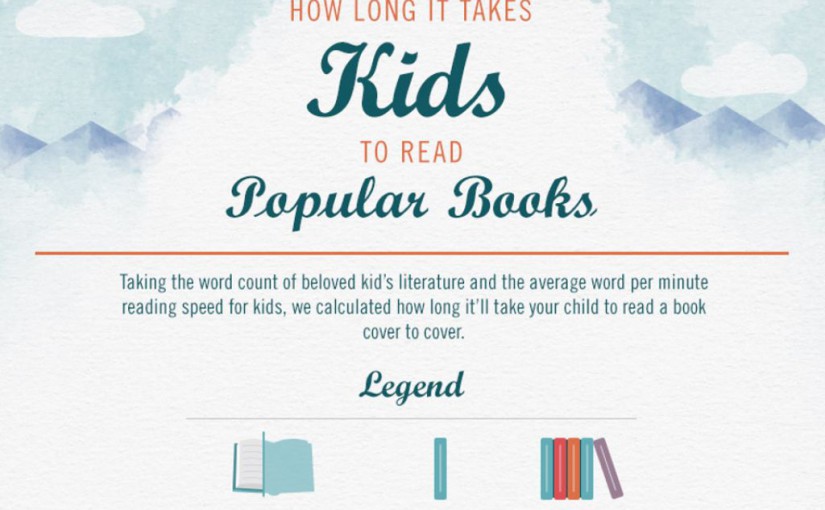 HOW LONG IT TAKES
Kids
TO READ
Popular Books
Taking the word count of beloved kid's literature and the average word per minute
reading speed for kids, we calculated how long it'll take your child to read a book
cover to cover.
Legend